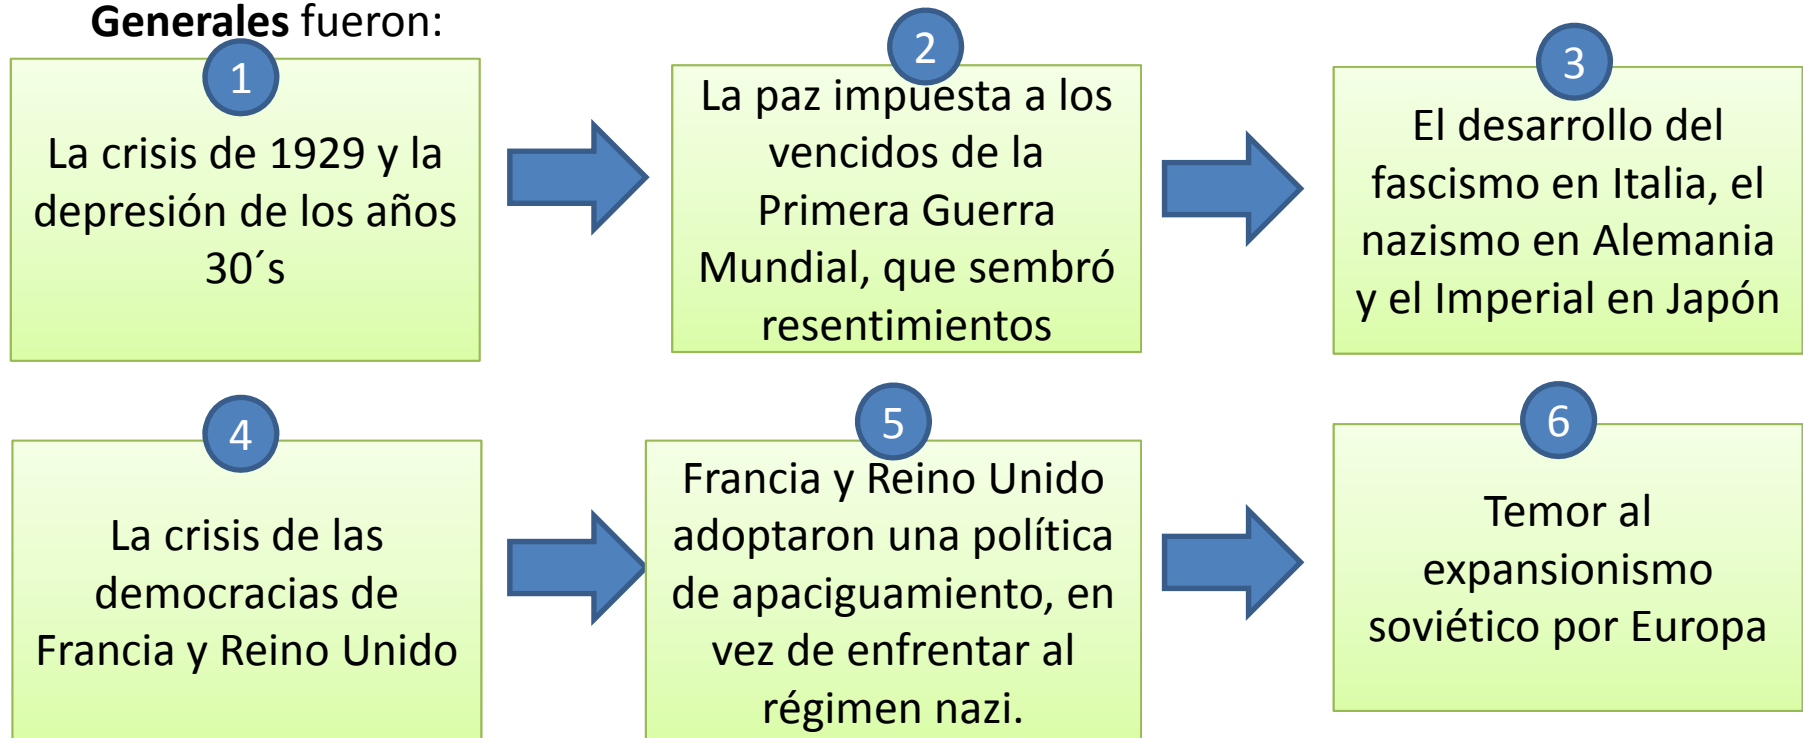 Generales fueron:
1
La crisis de 1929 y la
depresión de los años
30´s
2
La paz impuesta a los
vencidos de la
Primera Guerra
Mundial, que sembró
resentimientos
3
El desarrollo del
fascismo en Italia, el
nazismo en Alemania
y el Imperial en Japón
4
La crisis de las
democracias de
Francia y Reino Unido
5
Francia y Reino Unido
adoptaron una política
de apaciguamiento, en
vez de enfrentar al
régimen nazi.
6
Temor al
expansionismo
soviético por Europa